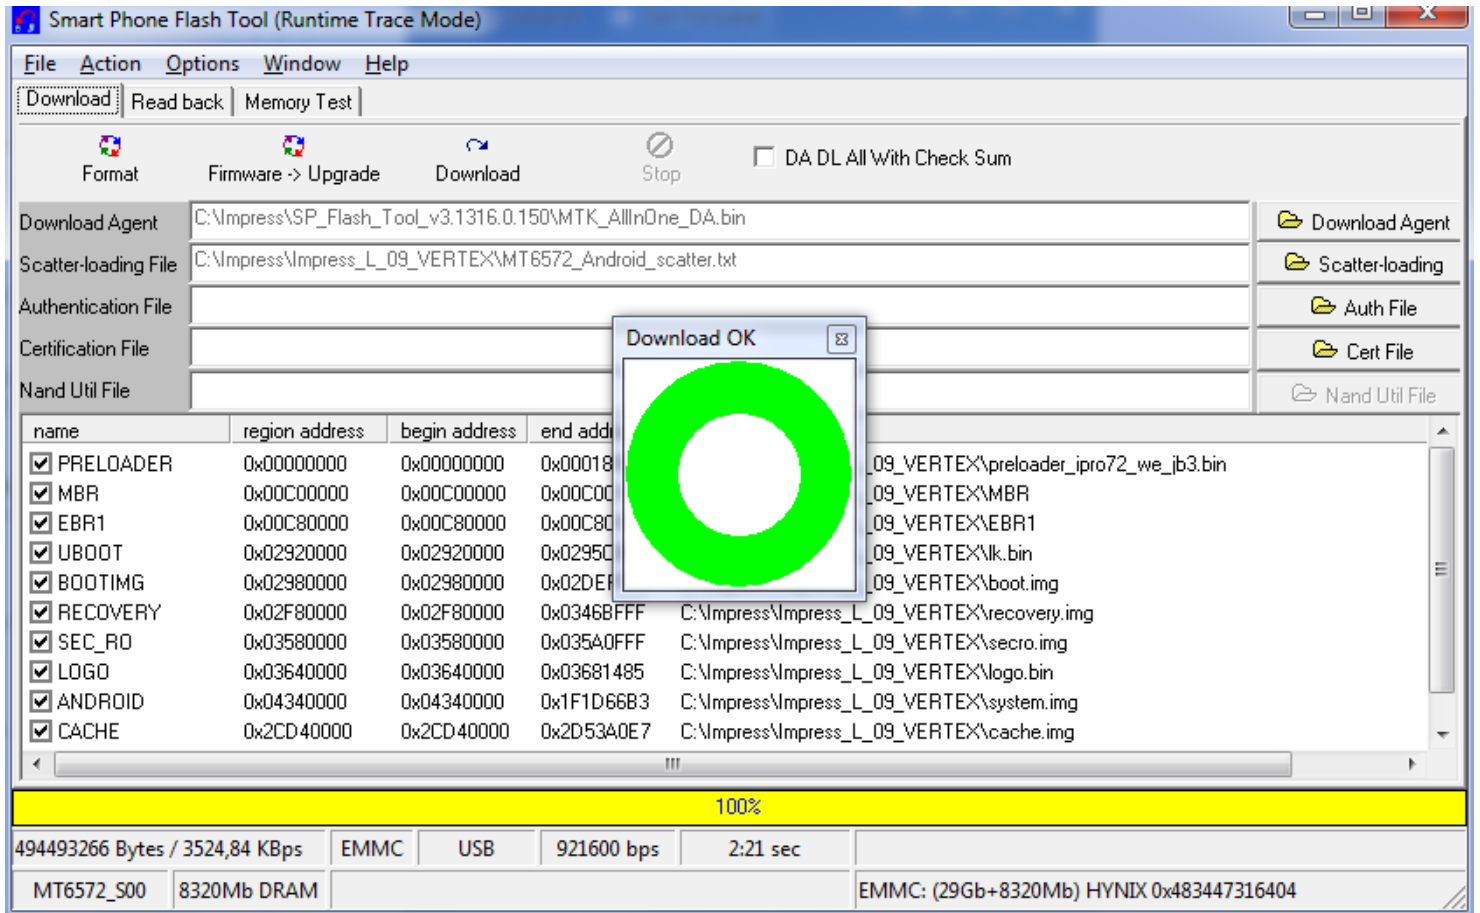 Smart Phone Flash Tool (Runtime Trace Mode)
File Action Options Window Help
Download Read back Memory Test
Format Firmware -> Upgrade Download Stop DA DL All With Check Sum
Download Agent C:\Impress\SP_Flash_Tool_v3.1316.0.150\MTK_AllInOne_DA.bin Download Agent
Scatter-loading File C:\Impress\Impress_L_09_VERTEX\MT6572_Android_scatter.txt Scatter-loading
Authentication File Auth File
Download OK
Certification File Cert File
Nand Util File Nand Util File
name region address begin address end addr
PRELOADER 0x00000000 0x00000000 0x00018 _09_VERTEX\preloader_ipro72_we_jb3.bin
MBR 0x00C00000 0x00C00000 0x00C00 _09_VERTEX\MBR
EBR1 0x00C80000 0x00C80000 0x00C80 _09_VERTEX\EBR1
UBOOT 0x02920000 0x02920000 0x0295 _09_VERTEX\lk.bin
BOOTIMG 0x02980000 0x02980000 0x02DE _09_VERTEX\boot.img
RECOVERY 0x02F80000 0x02F80000 0x0346BFFF C:\Impress\Impress_L_09_VERTEX\recovery.img
SEC_RO 0x03580000 0x03580000 0x035A0FFF C:\Impress\Impress_L_09_VERTEX\secro.img
LOGO 0x03640000 0x03640000 0x03681485 C:\Impress\Impress_L_09_VERTEX\logo.bin
ANDROID 0x04340000 0x04340000 0x1F1D66B3 C:\Impress\Impress_L_09_VERTEX\system.img
CACHE 0x2CD40000 0x2CD40000 0x2D53A0E7 C:\Impress\Impress_L_09_VERTEX\cache.img
100%
494493266 Bytes / 3524,84 KBps EMMC USB 921600 bps 2:21 sec
MT6572_S00 8320Mb DRAM EMMC: (29Gb+8320Mb) HYNIX 0x483447316404